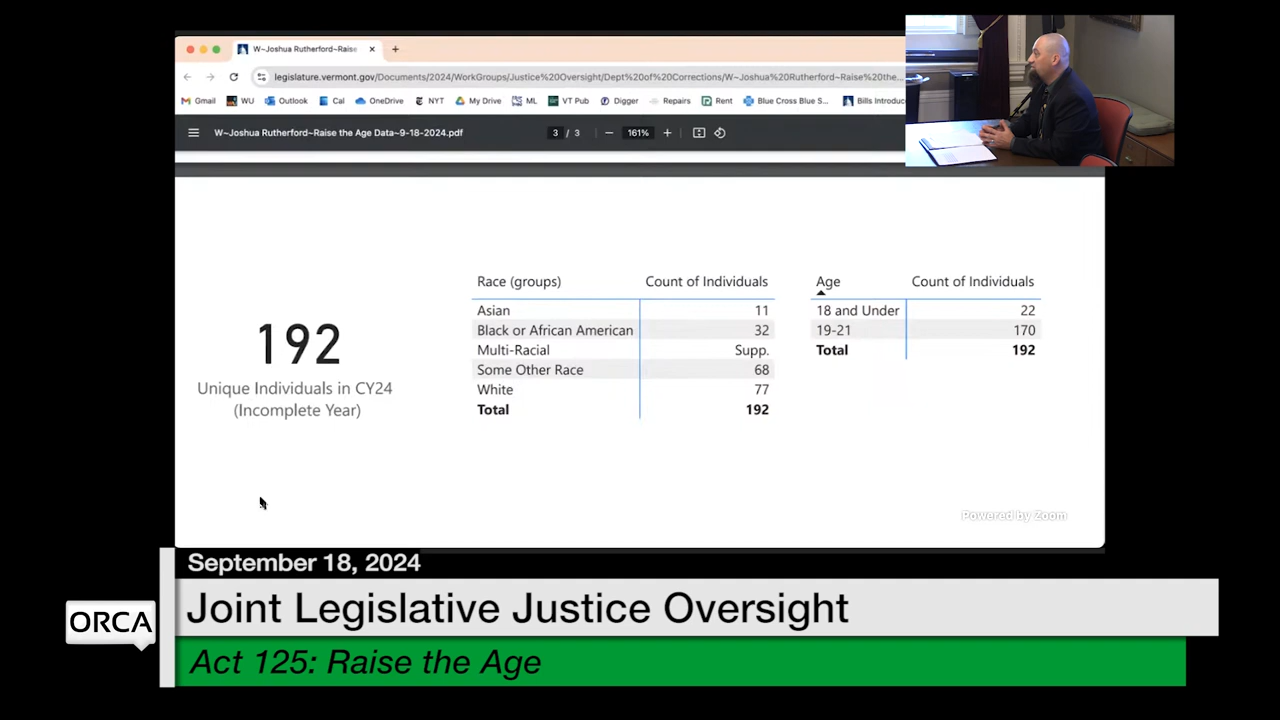 W~Joshua Rutherford~Raise
legislature.vermont.gov/Documents/2024/WorkGroups/Justice%20Oversight/Dept%20of%20Corrections/W~Joshua%20Rutherford~Raise%20the...
Gmail WU Outlook Cal OneDrive NYT My Drive ML VT Pub Digger Repairs Rent Blue Cross Blue S... Bills Introduc
W~Joshua Rutherford~Raise the Age Data~9-18-2024.pdf 3 / 3 161%
192
Unique Individuals in CY24
(Incomplete Year)
Race (groups) Count of Individuals
Asian 11
Black or African American 32
Multi-Racial Supp.
Some Other Race 68
White 77
Total 192
Age Count of Individuals
18 and Under 22
19-21 170
Total 192
Powered by Zoom
September 18, 2024
ORCA
Joint Legislative Justice Oversight
Act 125: Raise the Age